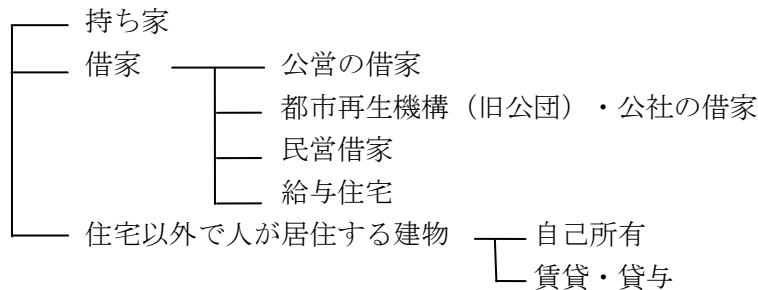 持ち家
借家 公営の借家
都市再生機構（旧公団）・公社の借家
民営借家
給与住宅
住宅以外で人が居住する建物 自己所有
賃貸・貸与